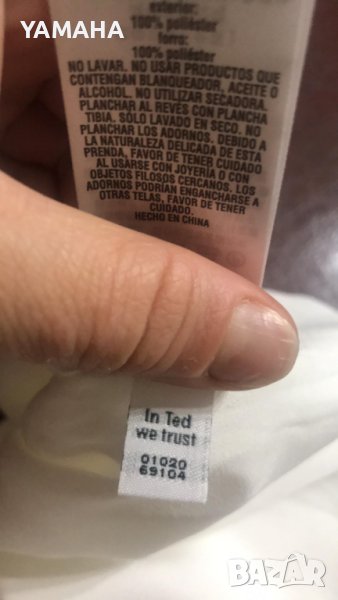 YAMAHA
exterior:
100% poliéster
forro:
100% poliéster
NO LAVAR. NO USAR PRODUCTOS QUE
CONTENGAN BLANQUEADOR, ACEITE O
ALCOHOL. NO UTILIZAR SECADORA.
PLANCHAR AL REVÉS CON PLANCHA
TIBIA. SÓLO LAVADO EN SECO. NO
PLANCHAR LOS ADORNOS. DEBIDO A
LA NATURALEZA DELICADA DE ESTA
PRENDA, FAVOR DE TENER CUIDADO
AL USARSE CON JOYERÍA O CON
OBJETOS FILOSOS CERCANOS. LOS
ADORNOS PODRÍAN ENGANCHARSE A
OTRAS TELAS, FAVOR DE TENER
CUIDADO.
HECHO EN CHINA
In Ted
we trust
01020
69104
bazar.bg